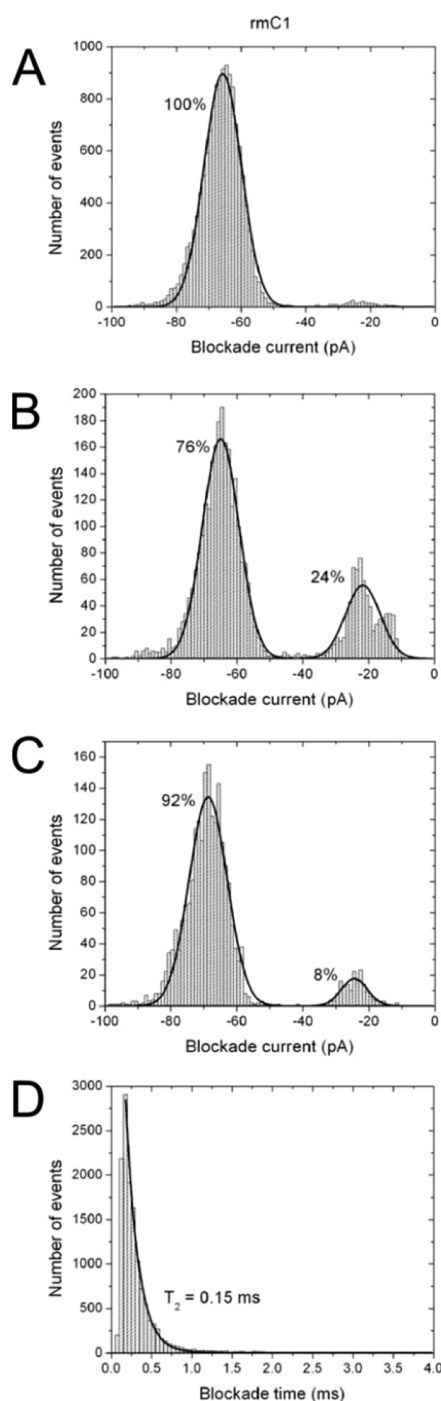 rmC1
A
1000
800
600
400
200
0
Number of events
100%
-100 -80 -60 -40 -20 0
Blockade current (pA)
B
200
180
160
140
120
100
80
60
40
20
0
Number of events
76%
24%
-100 -80 -60 -40 -20 0
Blockade current (pA)
C
160
140
120
100
80
60
40
20
0
Number of events
92%
8%
-100 -80 -60 -40 -20 0
Blockade current (pA)
D
3000
2500
2000
1500
1000
500
0
Number of events
T2 = 0.15 ms
0.0 0.5 1.0 1.5 2.0 2.5 3.0 3.5 4.0
Blockade time (ms)